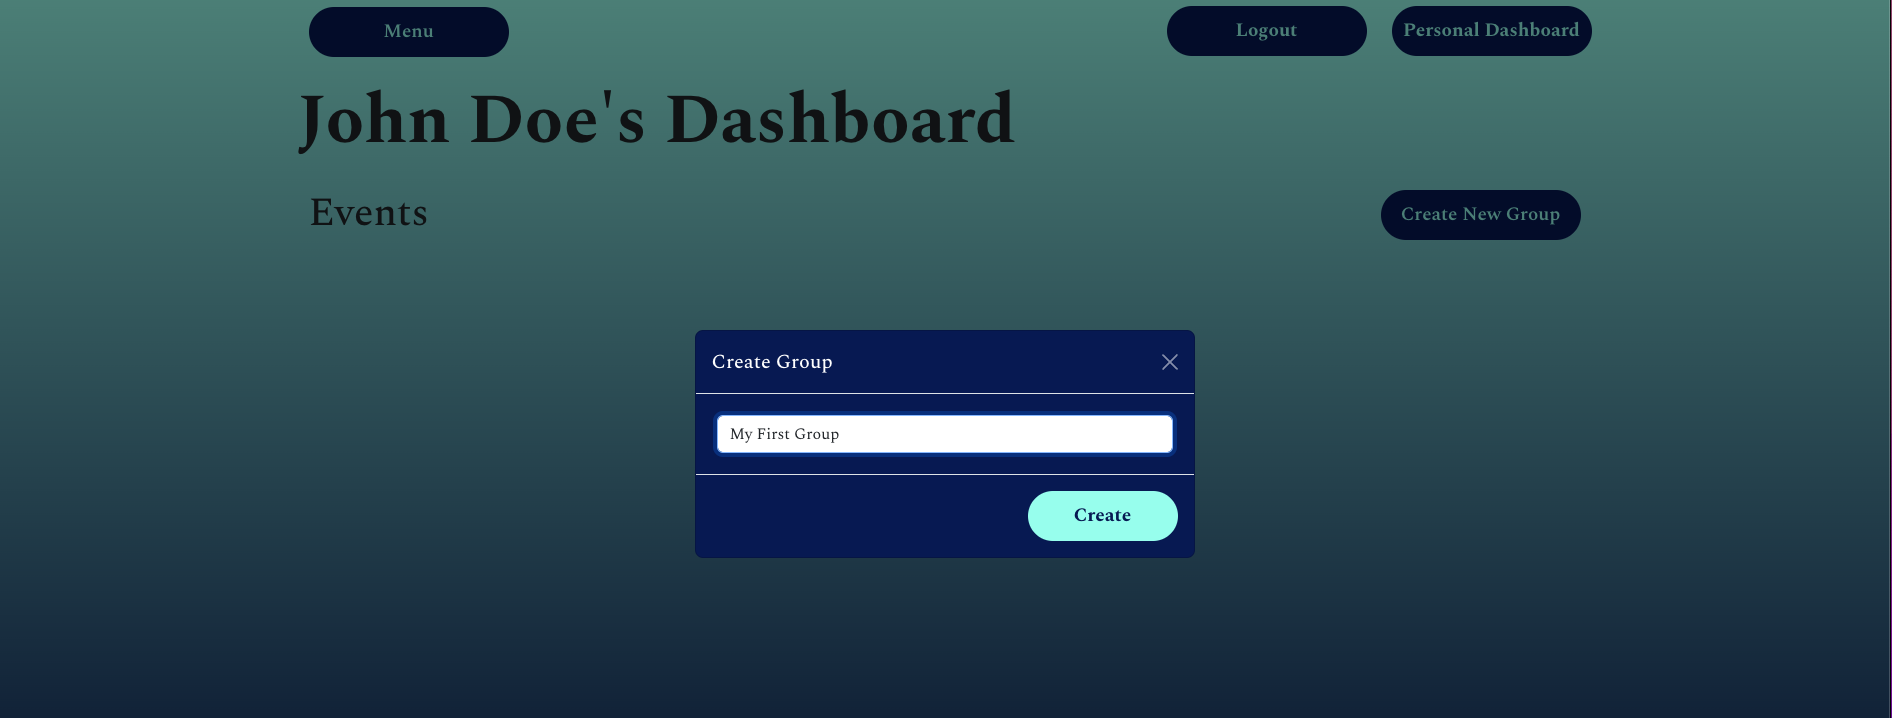 Menu
Logout
Personal Dashboard
John Doe's Dashboard
Events
Create New Group
Create Group
My First Group
Create